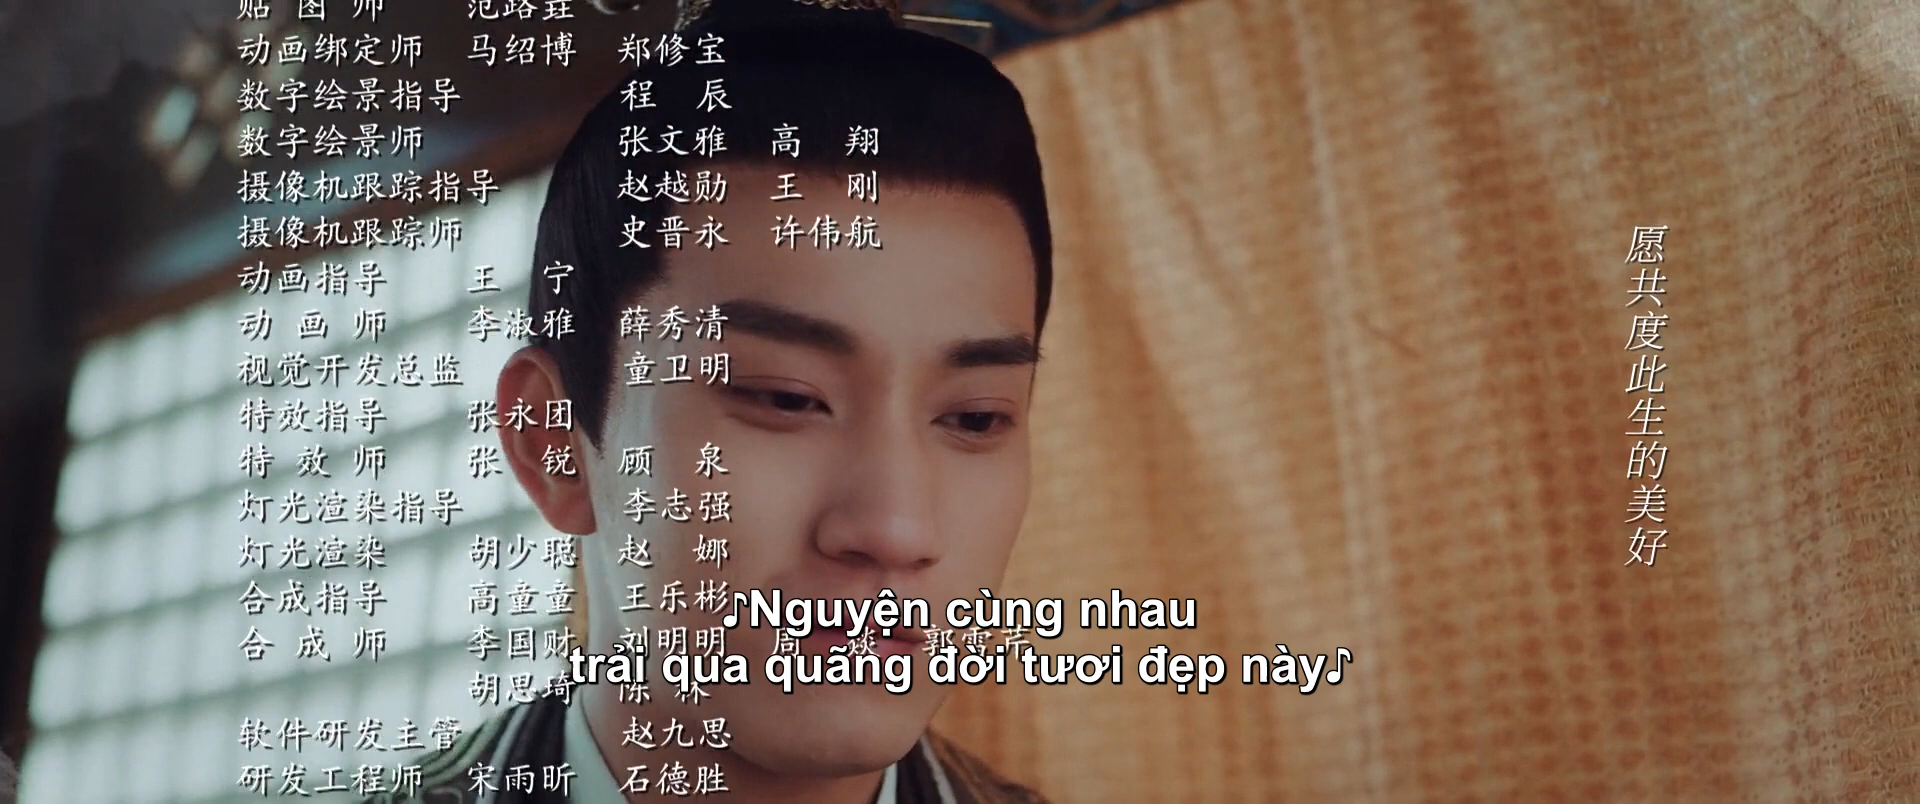 贴图师 范路垚
动画绑定师 马绍博 郑修宝
数字绘景指导 程辰
数字绘景师 张文雅 高翔
摄像机跟踪指导 赵越勋 王刚
摄像机跟踪师 史晋永 许伟航
动画指导 王宁
动画师 李淑雅 薛秀清
视觉开发总监 童卫明
特效指导 张永团
特效师 张锐 顾泉
灯光渲染指导 李志强
灯光渲染 胡少聪 赵娜
合成指导 高童童 王乐彬
合成师 李国财 刘明明 周焱 郭雪芹
胡思琦 陈林
软件研发主管 赵九思
研发工程师 宋雨昕 石德胜
愿共度此生的美好
♪Nguyện cùng nhau
trải qua quãng đời tươi đẹp này♪